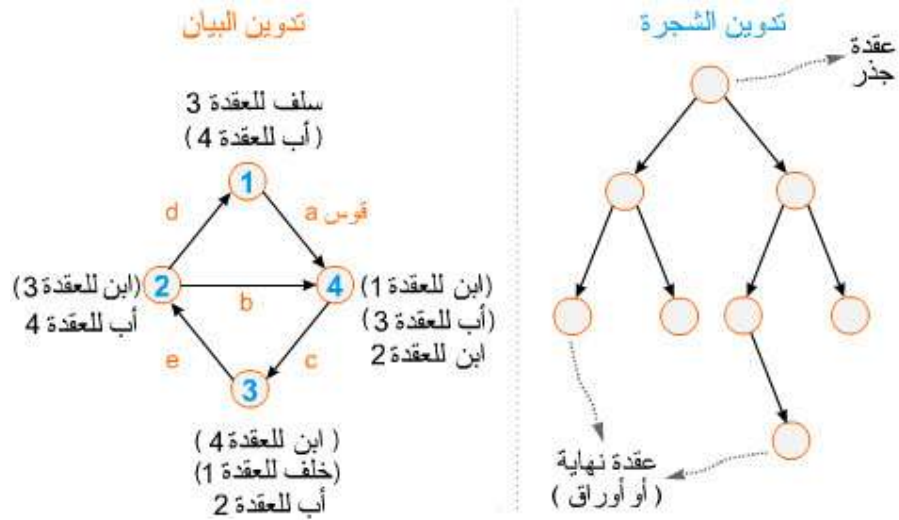 تدوين البيان
سلف للعقدة 3
(أب للعقدة 4)
1
d
قوس a
(ابن للعقدة 3)
أب للعقدة 4
2
b
4
(ابن للعقدة 1)
(أب للعقدة 3)
ابن للعقدة 2
e
c
3
(ابن للعقدة 4)
(خلف للعقدة 1)
أب للعقدة 2
تدوين الشجرة
عقدة
جذر
عقدة نهاية
(أو أوراق)